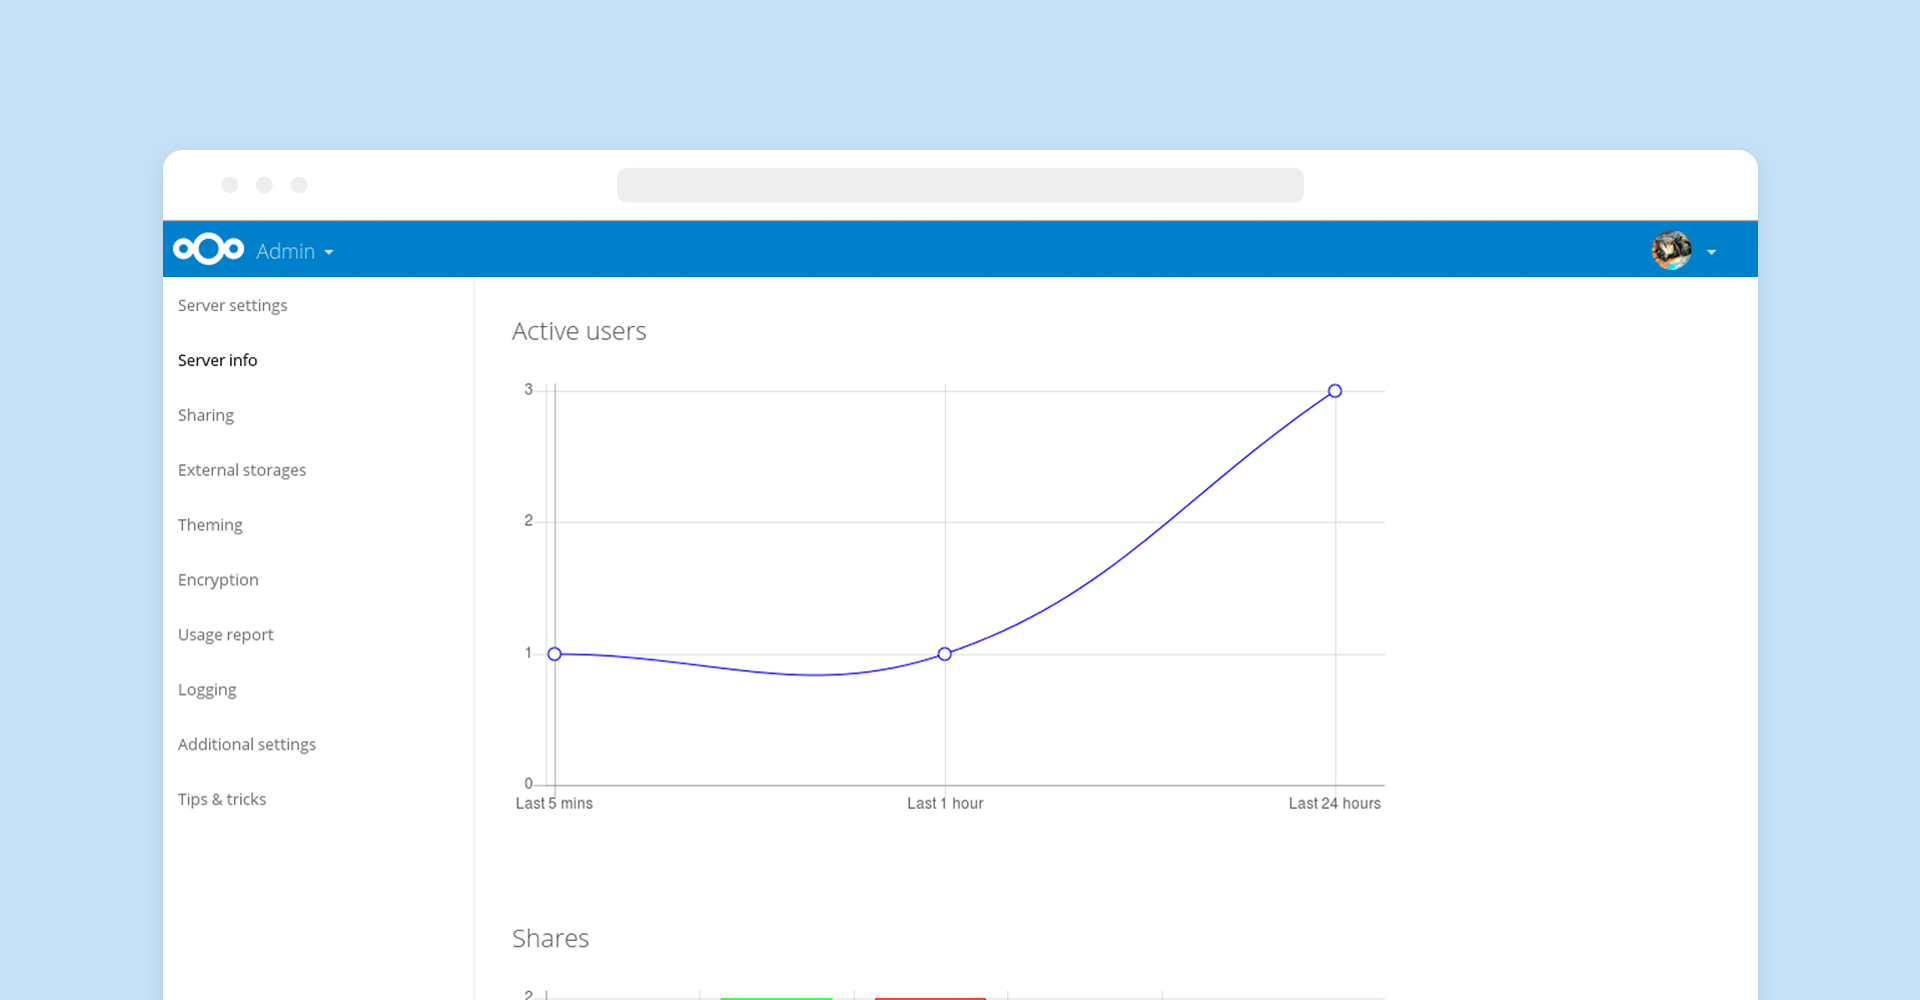 Admin
Server settings
Server info
Sharing
External storages
Theming
Encryption
Usage report
Logging
Additional settings
Tips & tricks
Active users
3
2
1
0
Last 5 mins
Last 1 hour
Last 24 hours
Shares
2